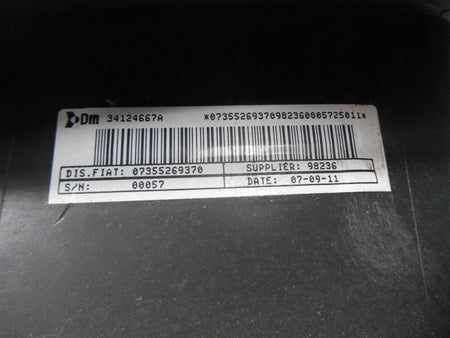 Dm 34124667A *07355269370982360005725011*
DIS.FIAT: 07355269370 SUPPLIER: 98236
S/N: 00057 DATE: 07-09-11